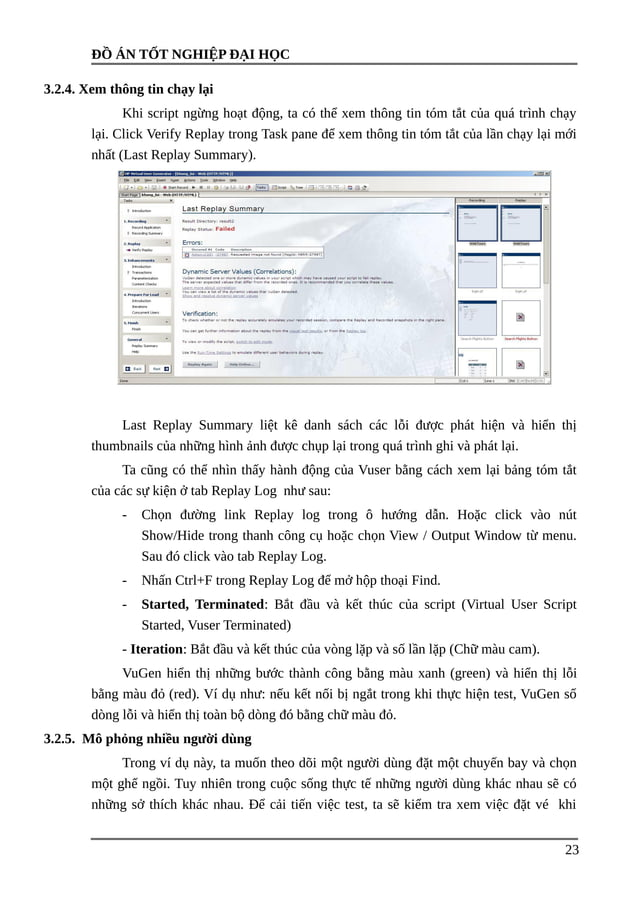 ĐỒ ÁN TỐT NGHIỆP ĐẠI HỌC
3.2.4. Xem thông tin chạy lại
Khi script ngừng hoạt động, ta có thể xem thông tin tóm tắt của quá trình chạy
lại. Click Verify Replay trong Task pane để xem thông tin tóm tắt của lần chạy lại mới
nhất (Last Replay Summary).
Last Replay Summary
Result Directory: result2
Replay Status: Failed
Errors:
Dynamic Server Values (Correlations):
Verification:
Last Replay Summary liệt kê danh sách các lỗi được phát hiện và hiển thị
thumbnails của những hình ảnh được chụp lại trong quá trình ghi và phát lại.
Ta cũng có thể nhìn thấy hành động của Vuser bằng cách xem lại bảng tóm tắt
của các sự kiện ở tab Replay Log như sau:
- Chọn đường link Replay log trong ô hướng dẫn. Hoặc click vào nút
Show/Hide trong thanh công cụ hoặc chọn View / Output Window từ menu.
Sau đó click vào tab Replay Log.
- Nhấn Ctrl+F trong Replay Log để mở hộp thoại Find.
- Started, Terminated: Bắt đầu và kết thúc của script (Virtual User Script
Started, Vuser Terminated)
- Iteration: Bắt đầu và kết thúc của vòng lặp và số lần lặp (Chữ màu cam).
VuGen hiển thị những bước thành công bằng màu xanh (green) và hiển thị lỗi
bằng màu đỏ (red). Ví dụ như: nếu kết nối bị ngắt trong khi thực hiện test, VuGen số
dòng lỗi và hiển thị toàn bộ dòng đó bằng chữ màu đỏ.
3.2.5. Mô phỏng nhiều người dùng
Trong ví dụ này, ta muốn theo dõi một người dùng đặt một chuyến bay và chọn
một ghế ngồi. Tuy nhiên trong cuộc sống thực tế những người dùng khác nhau sẽ có
những sở thích khác nhau. Để cải tiến việc test, ta sẽ kiểm tra xem việc đặt vé khi
23